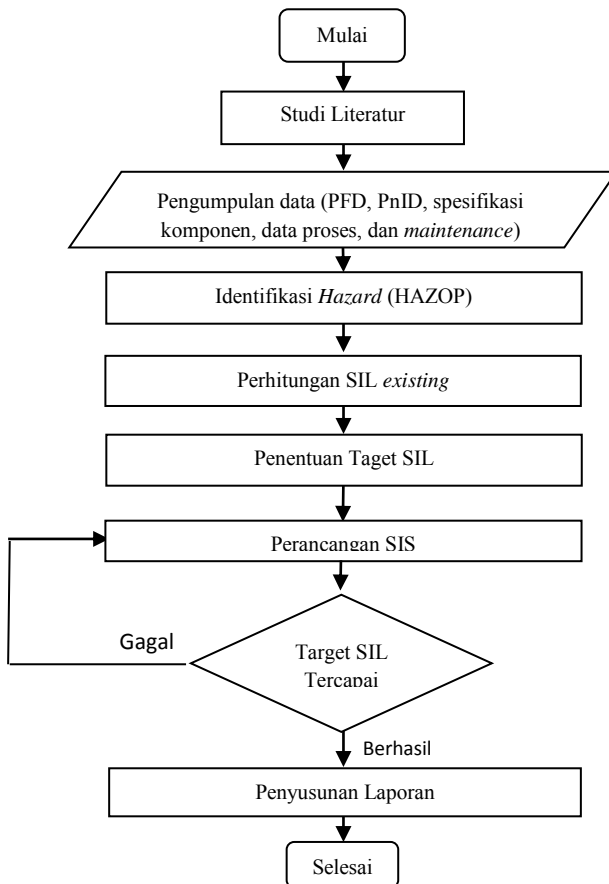 Mulai
Studi Literatur
Pengumpulan data (PFD, PnID, spesifikasi
komponen, data proses, dan maintenance)
Identifikasi Hazard (HAZOP)
Perhitungan SIL existing
Penentuan Taget SIL
Perancangan SIS
Gagal
Target SIL
Tercapai
Berhasil
Penyusunan Laporan
Selesai